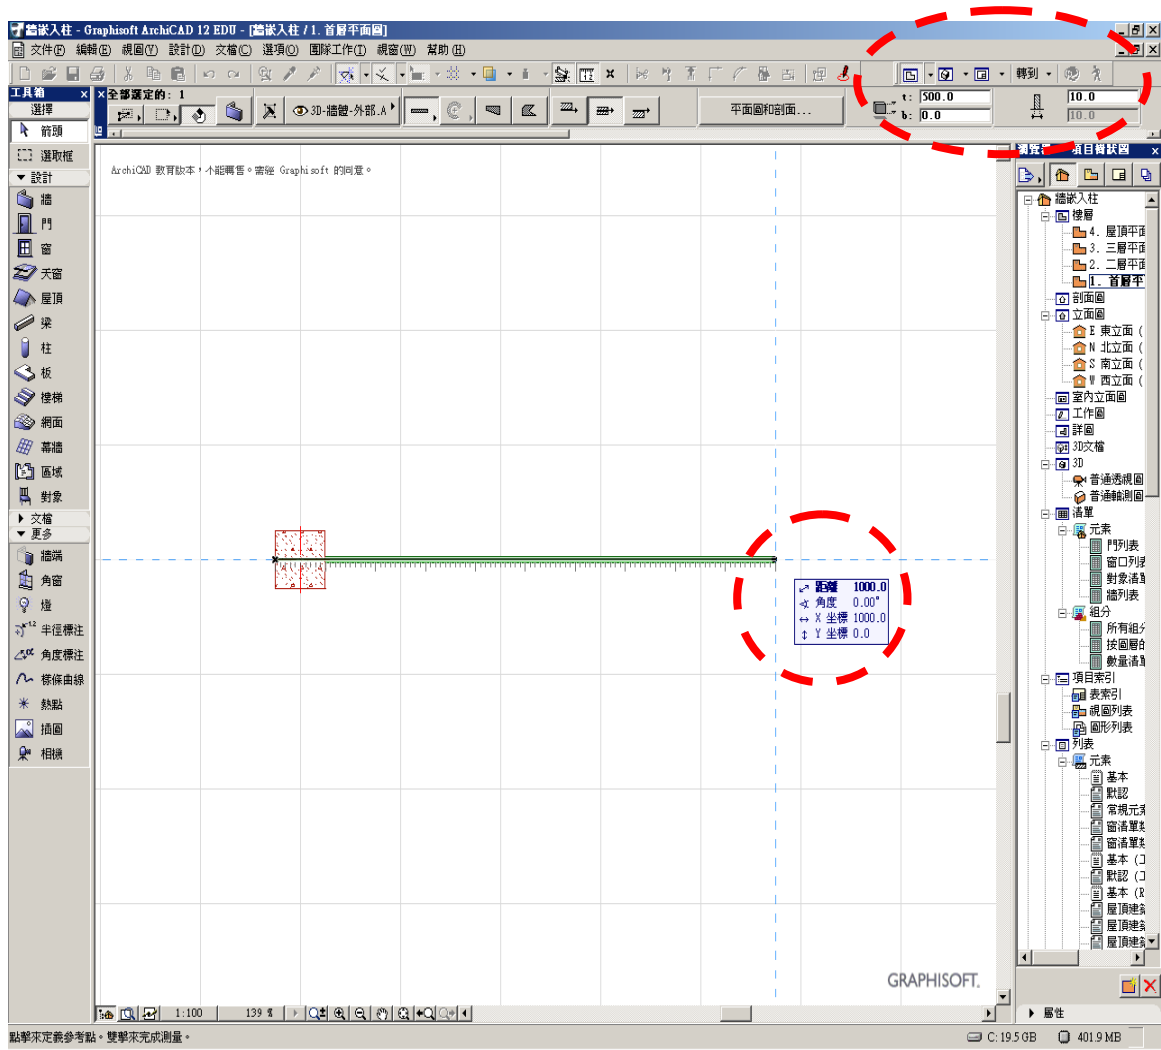 牆嵌入柱 - Graphisoft ArchiCAD 12 EDU - [牆嵌入柱 / 1. 首層平面圖]
文件(F) 編輯(E) 視圖(V) 設計(D) 文檔(C) 選項(O) 團隊工作(T) 視窗(W) 幫助(H)
轉到
工具箱
全部選定的: 1
選擇
箭頭
選取框
3D-牆體-外部.A
平面圖和剖面...
t: 500.0
b: 0.0
10.0
10.0
項目樹狀圖
設計
牆
門
窗
天窗
屋頂
梁
柱
板
樓梯
網面
幕牆
區域
對象
文檔
更多
牆端
角窗
燈
半徑標注
角度標注
樣條曲線
熱點
插圖
相機
ArchiCAD 教育版本，不能轉售。需經 Graphisoft 的同意。
距離 1000.0
角度 0.00°
X 坐標 1000.0
Y 坐標 0.0
GRAPHISOFT.
牆嵌入柱
樓層
4. 屋頂平面
3. 三層平面
2. 二層平面
1. 首層平
剖面圖
立面圖
E 東立面 (
N 北立面 (
S 南立面 (
W 西立面 (
室內立面圖
工作圖
詳圖
3D文檔
3D
普通透視圖
普通軸測圖
清單
元素
門列表
窗口列表
對象清單
牆列表
組分
所有組分
按圖層的
數量清單
項目索引
表索引
視圖列表
圖形列表
列表
元素
基本
默認
常規元素
窗清單類
窗清單類
基本 (工
默認 (工
基本 (R
屋頂建築
屋頂建築
屋頂建築
屬性
1:100
139 %
點擊來定義參考點。雙擊來完成測量。
C: 19.5 GB
401.9 MB